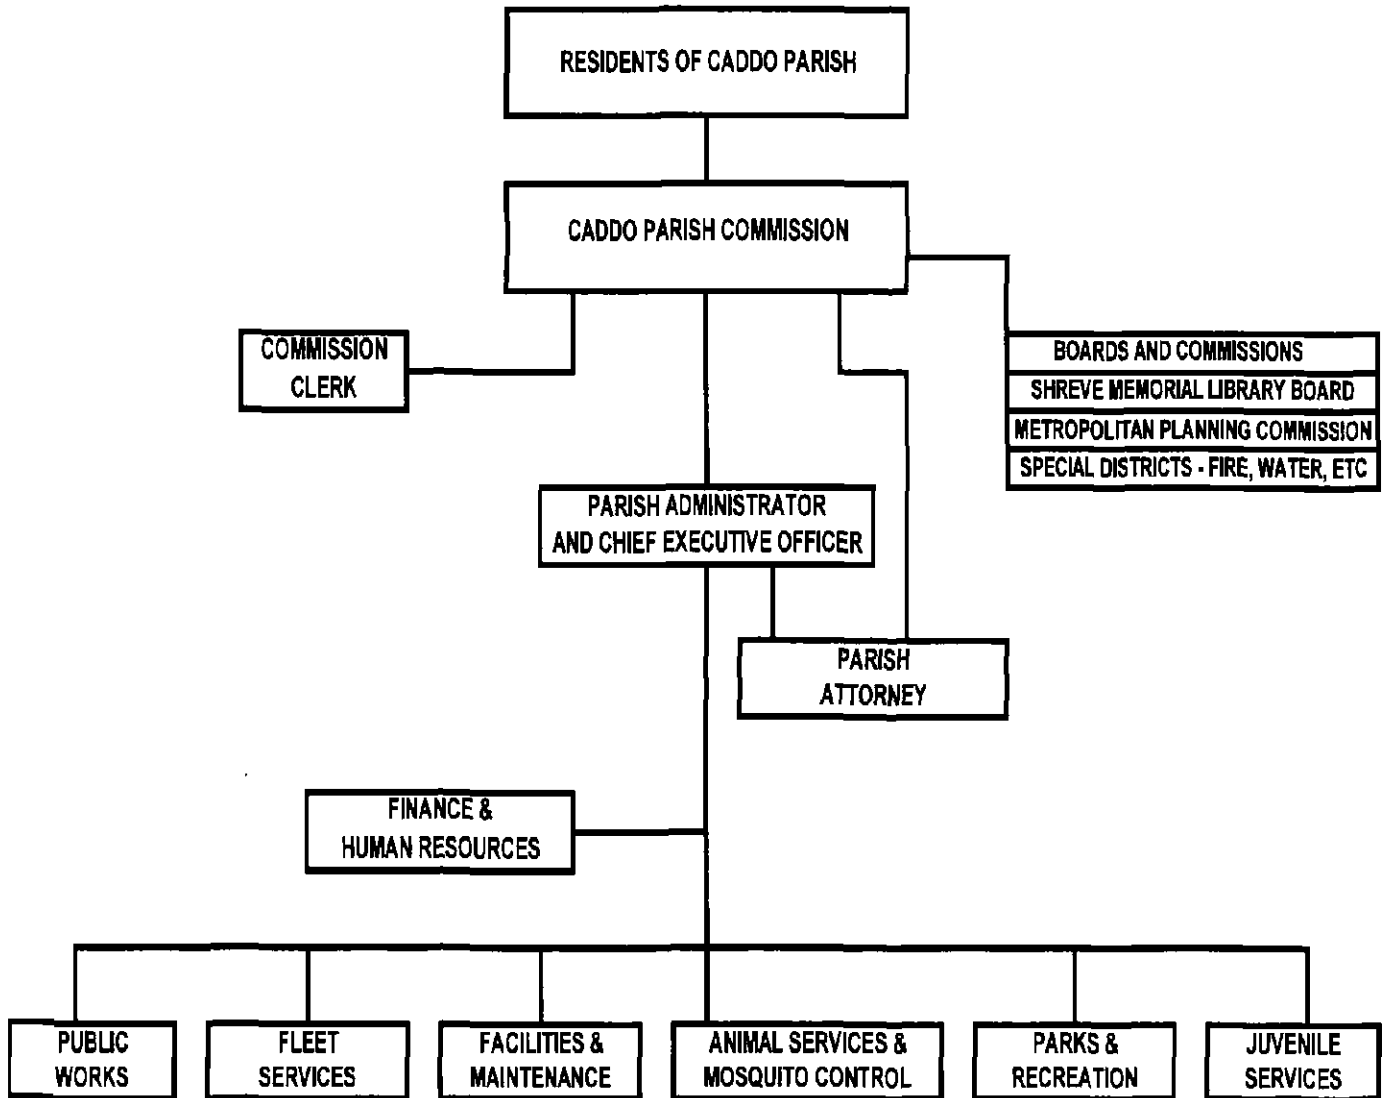 RESIDENTS OF CADDO PARISH
CADDO PARISH COMMISSION
COMMISSION
CLERK
BOARDS AND COMMISSIONS
SHREVE MEMORIAL LIBRARY BOARD
METROPOLITAN PLANNING COMMISSION
SPECIAL DISTRICTS - FIRE, WATER, ETC
PARISH ADMINISTRATOR
AND CHIEF EXECUTIVE OFFICER
PARISH
ATTORNEY
FINANCE &
HUMAN RESOURCES
PUBLIC
WORKS
FLEET
SERVICES
FACILITIES &
MAINTENANCE
ANIMAL SERVICES &
MOSQUITO CONTROL
PARKS &
RECREATION
JUVENILE
SERVICES